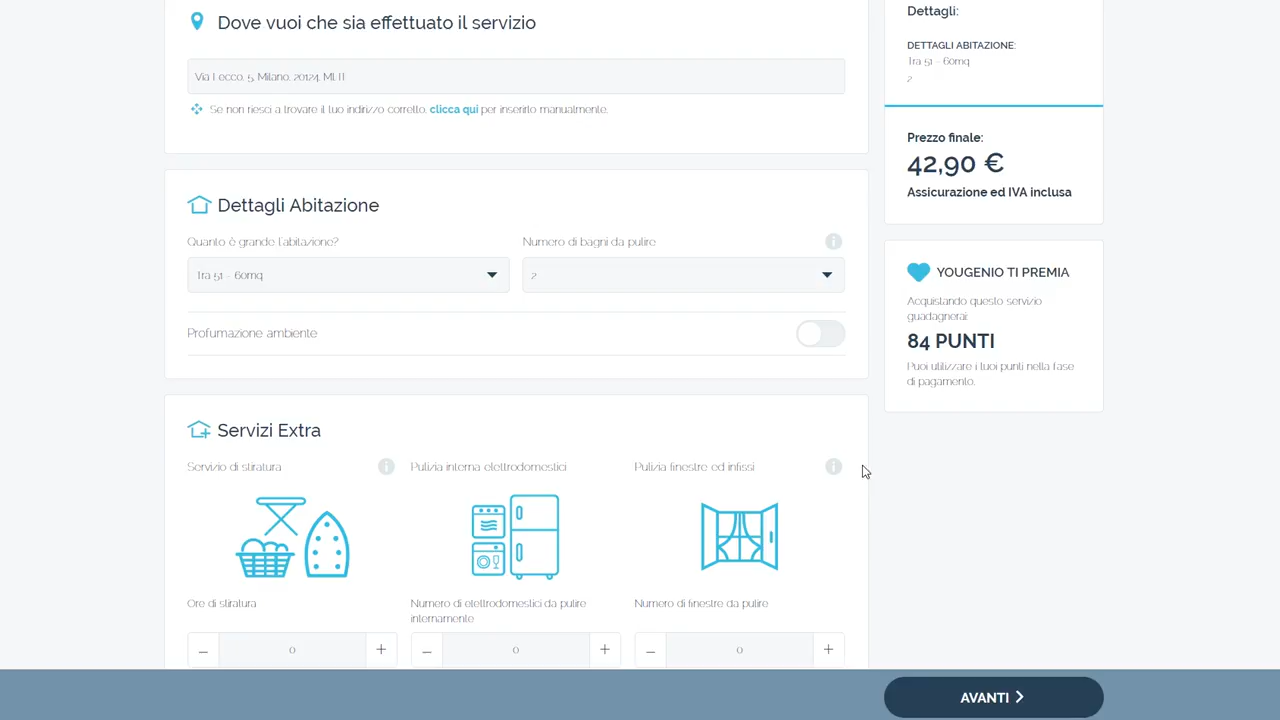 Dove vuoi che sia effettuato il servizio
Via Lecco, 5, Milano, 20124, MI, IT
Se non riesci a trovare il tuo indirizzo corretto, clicca qui per inserirlo manualmente.
Dettagli Abitazione
Quanto è grande l'abitazione?
Numero di bagni da pulire
Tra 51 - 60mq
2
Profumazione ambiente
Servizi Extra
Servizio di stiratura
Pulizia interna elettrodomestici
Pulizia finestre ed infissi
Ore di stiratura
Numero di elettrodomestici da pulire
internamente
Numero di finestre da pulire
– 0 +
– 0 +
– 0 +
Dettagli:
DETTAGLI ABITAZIONE:
Tra 51 - 60mq
2
Prezzo finale:
42,90 €
Assicurazione ed IVA inclusa
YOUGENIO TI PREMIA
Acquistando questo servizio
guadagnerai:
84 PUNTI
Puoi utilizzare i tuoi punti nella fase
di pagamento.
AVANTI